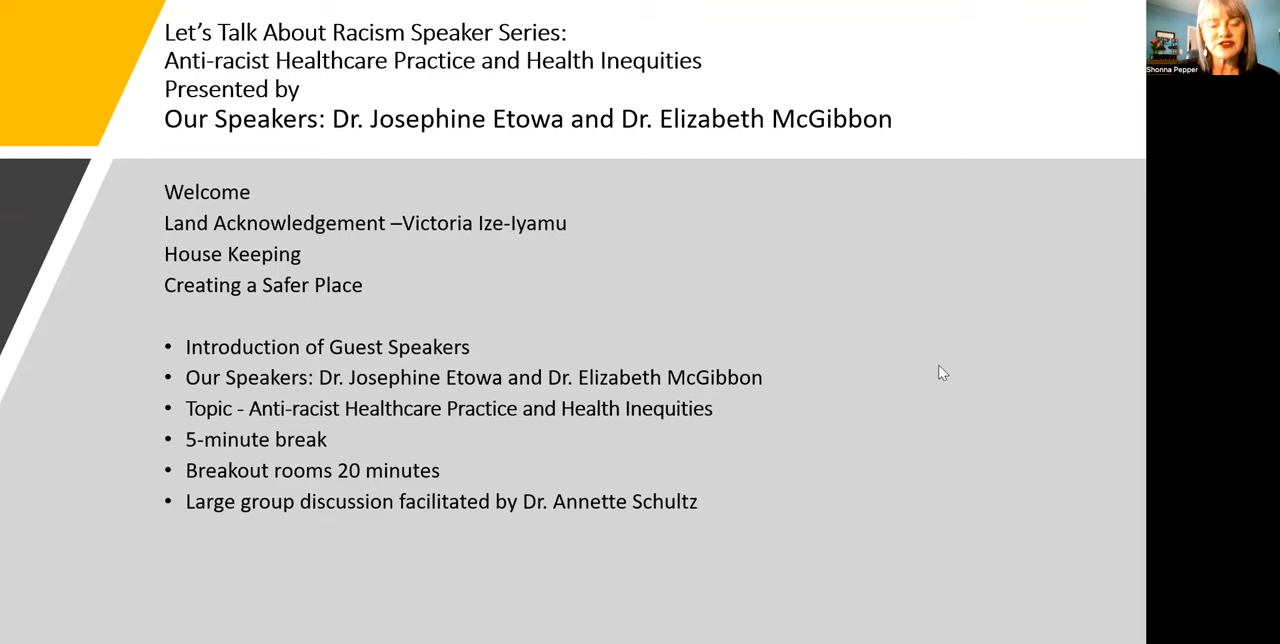 Let's Talk About Racism Speaker Series:
Anti-racist Healthcare Practice and Health Inequities
Presented by
Our Speakers: Dr. Josephine Etowa and Dr. Elizabeth McGibbon
Shonna Pepper
Welcome
Land Acknowledgement –Victoria Ize-Iyamu
House Keeping
Creating a Safer Place
• Introduction of Guest Speakers
• Our Speakers: Dr. Josephine Etowa and Dr. Elizabeth McGibbon
• Topic - Anti-racist Healthcare Practice and Health Inequities
• 5-minute break
• Breakout rooms 20 minutes
• Large group discussion facilitated by Dr. Annette Schultz